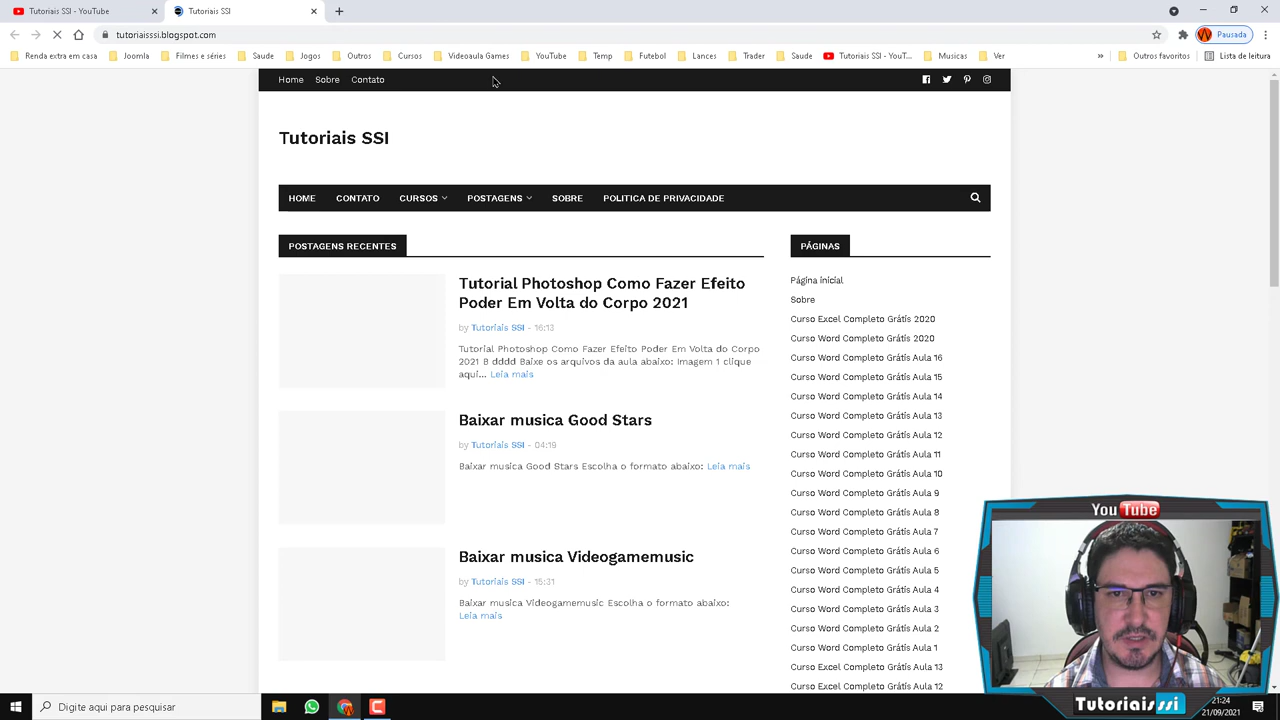 Tutoriais SSI - YouTube
Tutoriais SSI
tutoriaisssi.blogspot.com
Pausada
Renda extra em casa
Joomla
Filmes e séries
Saude
Jogos
Outros
Cursos
Videoaula Games
YouTube
Temp
Futebol
Lances
Trader
Saude
Tutoriais SSI - YouT...
Musicas
Ver
»
Outros favoritos
Lista de leitura
Home
Sobre
Contato
Tutoriais SSI
HOME
CONTATO
CURSOS
POSTAGENS
SOBRE
POLITICA DE PRIVACIDADE
POSTAGENS RECENTES
Tutorial Photoshop Como Fazer Efeito
Poder Em Volta do Corpo 2021
by Tutoriais SSI - 16:13
Tutorial Photoshop Como Fazer Efeito Poder Em Volta do Corpo
2021 B dddd Baixe os arquivos da aula abaixo: Imagem 1 clique
aqui... Leia mais
Baixar musica Good Stars
by Tutoriais SSI - 04:19
Baixar musica Good Stars Escolha o formato abaixo: Leia mais
Baixar musica Videogamemusic
by Tutoriais SSI - 15:31
Baixar musica Videogamemusic Escolha o formato abaixo:
Leia mais
PÁGINAS
Página inicial
Sobre
Curso Excel Completo Grátis 2020
Curso Word Completo Grátis 2020
Curso Word Completo Grátis Aula 16
Curso Word Completo Grátis Aula 15
Curso Word Completo Grátis Aula 14
Curso Word Completo Grátis Aula 13
Curso Word Completo Grátis Aula 12
Curso Word Completo Grátis Aula 11
Curso Word Completo Grátis Aula 10
Curso Word Completo Grátis Aula 9
Curso Word Completo Grátis Aula 8
Curso Word Completo Grátis Aula 7
Curso Word Completo Grátis Aula 6
Curso Word Completo Grátis Aula 5
Curso Word Completo Grátis Aula 4
Curso Word Completo Grátis Aula 3
Curso Word Completo Grátis Aula 2
Curso Word Completo Grátis Aula 1
Curso Excel Completo Grátis Aula 13
Curso Excel Completo Grátis Aula 12
YouTube
Tutoriaisssi
Digite aqui para pesquisar
21:24
21/09/2021